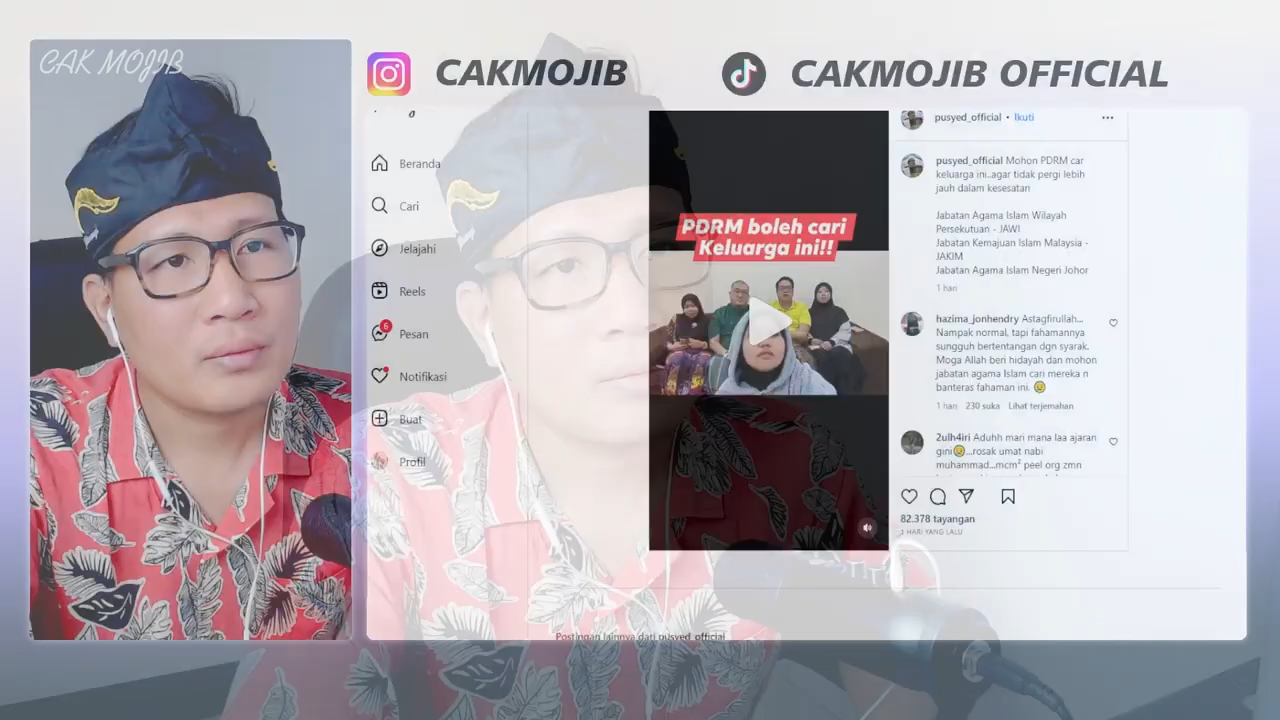 CAK MOJIB
CAKMOJIB
CAKMOJIB OFFICIAL
Beranda
Cari
Jelajahi
Reels
6
Pesan
Notifikasi
Buat
Profil
PDRM boleh cari
Keluarga ini!!
pusyed_official • Ikuti
pusyed_official Mohon PDRM car
keluarga ini..agar tidak pergi lebih
jauh dalam kesesatan
Jabatan Agama Islam Wilayah
Persekutuan - JAWI
Jabatan Kemajuan Islam Malaysia -
JAKIM
Jabatan Agama Islam Negeri Johor
1 hari
hazima_jonhendry Astagfirullah...
Nampak normal, tapi fahamannya
sungguh bertentangan dgn syarak.
Moga Allah beri hidayah dan mohon
jabatan agama Islam cari mereka n
banteras fahaman ini. 😥
1 hari 230 suka Lihat terjemahan
2ulh4iri Aduhh mari mana laa ajaran
gini😥...rosak umat nabi
muhammad...mcm² peel org zmn
82.378 tayangan
1 HARI YANG LALU
Postingan lainnya dari pusyed_official